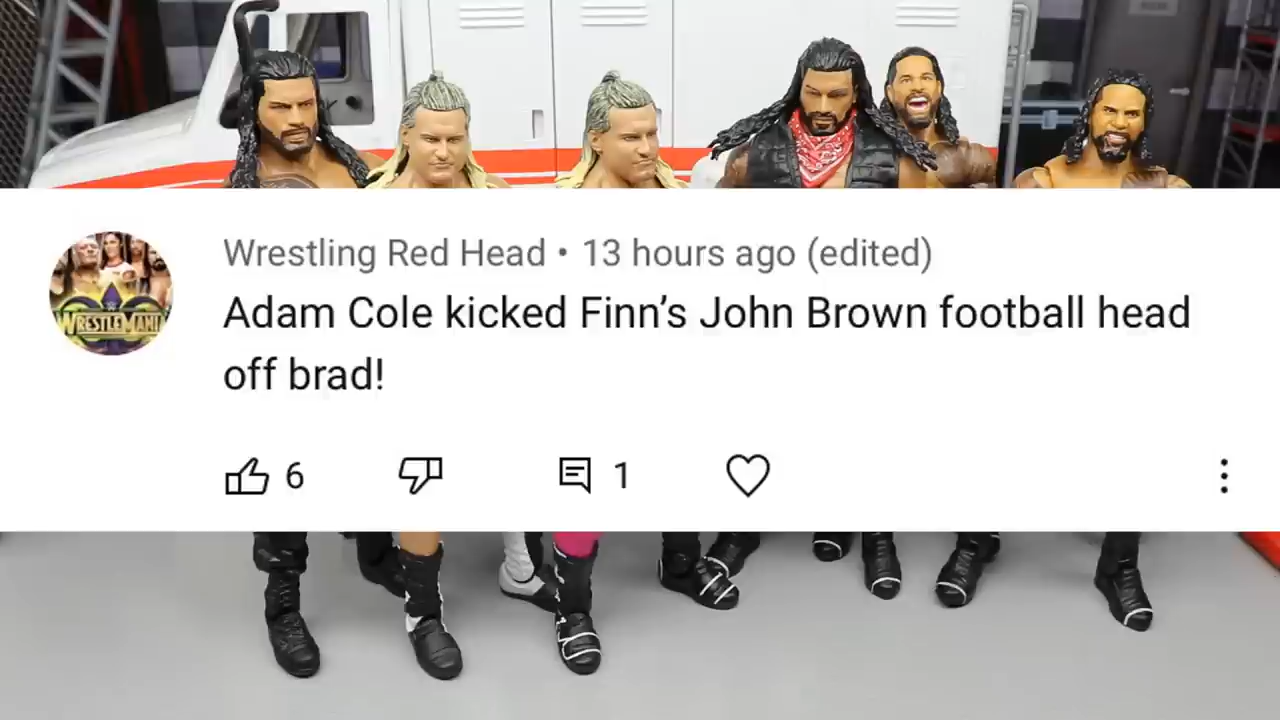 WRESTLEMANIA
Wrestling Red Head • 13 hours ago (edited)
Adam Cole kicked Finn’s John Brown football head
off brad!
6
1